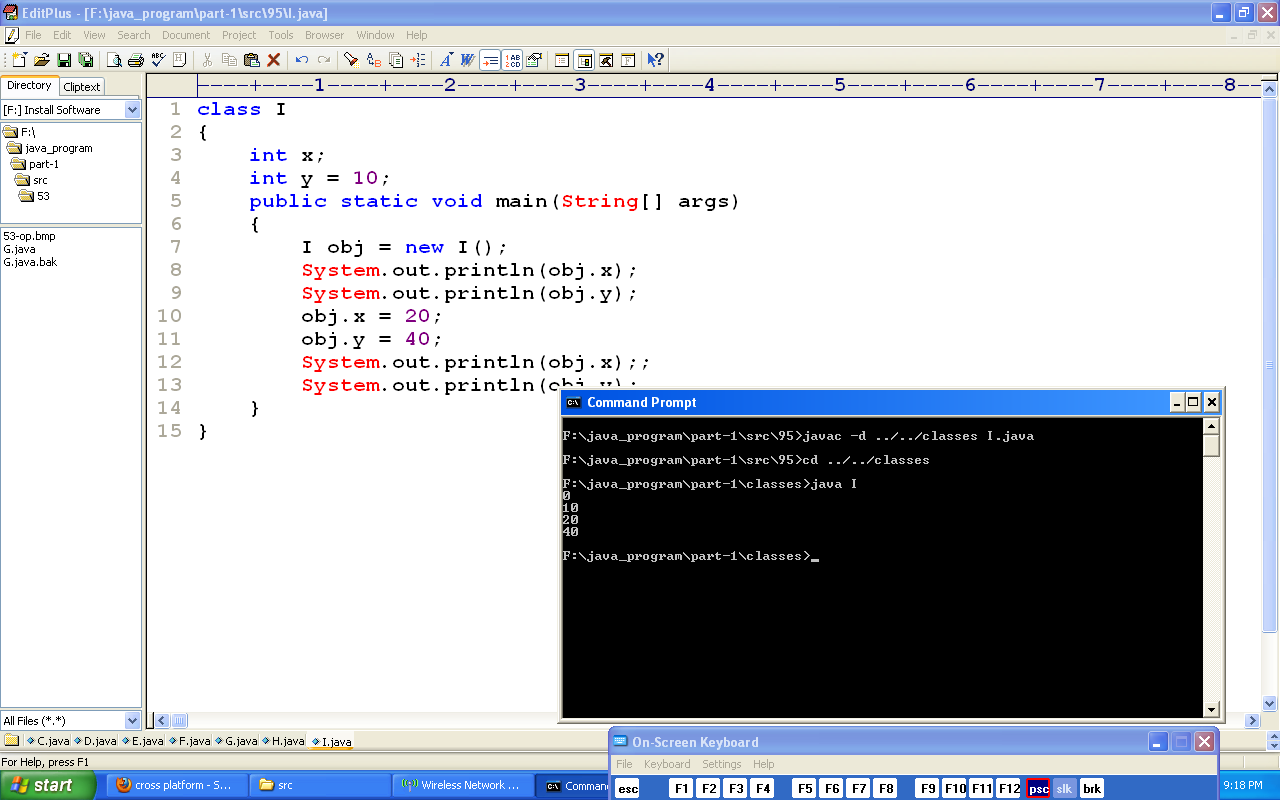 EditPlus - [F:\java_program\part-1\src\95\I.java]
File Edit View Search Document Project Tools Browser Window Help
Directory Cliptext
[F:] Install Software
F:\
java_program
part-1
src
53
53-op.bmp
G.java
G.java.bak
All Files (*.*)
----+----1----+----2----+----3----+----4----+----5----+----6----+----7----+----8--
1 class I
2 {
3 int x;
4 int y = 10;
5 public static void main(String[] args)
6 {
7 I obj = new I();
8 System.out.println(obj.x);
9 System.out.println(obj.y);
10 obj.x = 20;
11 obj.y = 40;
12 System.out.println(obj.x);;
13 System.out.println(obj.y);
14 }
15 }
Command Prompt
F:\java_program\part-1\src\95>javac -d ../../classes I.java
F:\java_program\part-1\src\95>cd ../../classes
F:\java_program\part-1\classes>java I
0
10
20
40
F:\java_program\part-1\classes>_
C.java D.java E.java F.java G.java H.java I.java
For Help, press F1
On-Screen Keyboard
File Keyboard Settings Help
esc F1 F2 F3 F4 F5 F6 F7 F8 F9 F10 F11 F12 psc slk brk
start cross platform - S... src Wireless Network ... Comman 9:18 PM